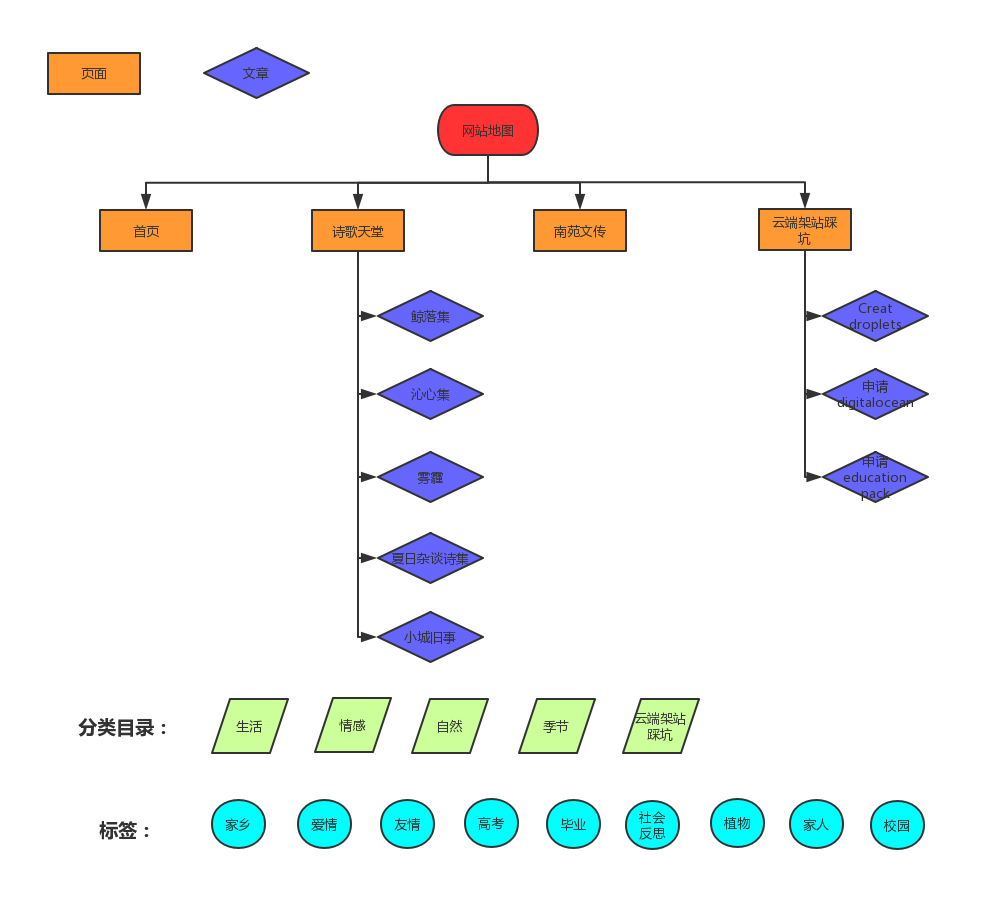 页面
文章
网站地图
首页
诗歌天堂
南苑文传
云端架站踩
坑
鲸落集
Creat
droplets
沁心集
申请
digitalocean
雾霾
申请
education
pack
夏日杂谈诗集
小城旧事
分类目录：
生活
情感
自然
季节
云端架站
踩坑
标签：
家乡
爱情
友情
高考
毕业
社会
反思
植物
家人
校园